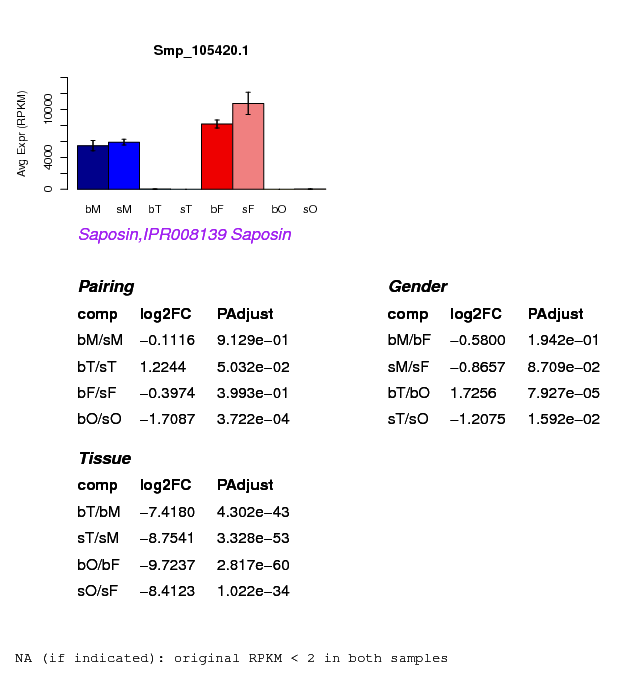 Smp_105420.1
Avg Expr (RPKM)
10000
4000
0
bM sM bT sT bF sF bO sO
Saposin,IPR008139 Saposin
Pairing
comp log2FC PAdjust
bM/sM −0.1116 9.129e−01
bT/sT 1.2244 5.032e−02
bF/sF −0.3974 3.993e−01
bO/sO −1.7087 3.722e−04
Gender
comp log2FC PAdjust
bM/bF −0.5800 1.942e−01
sM/sF −0.8657 8.709e−02
bT/bO 1.7256 7.927e−05
sT/sO −1.2075 1.592e−02
Tissue
comp log2FC PAdjust
bT/bM −7.4180 4.302e−43
sT/sM −8.7541 3.328e−53
bO/bF −9.7237 2.817e−60
sO/sF −8.4123 1.022e−34
NA (if indicated): original RPKM < 2 in both samples